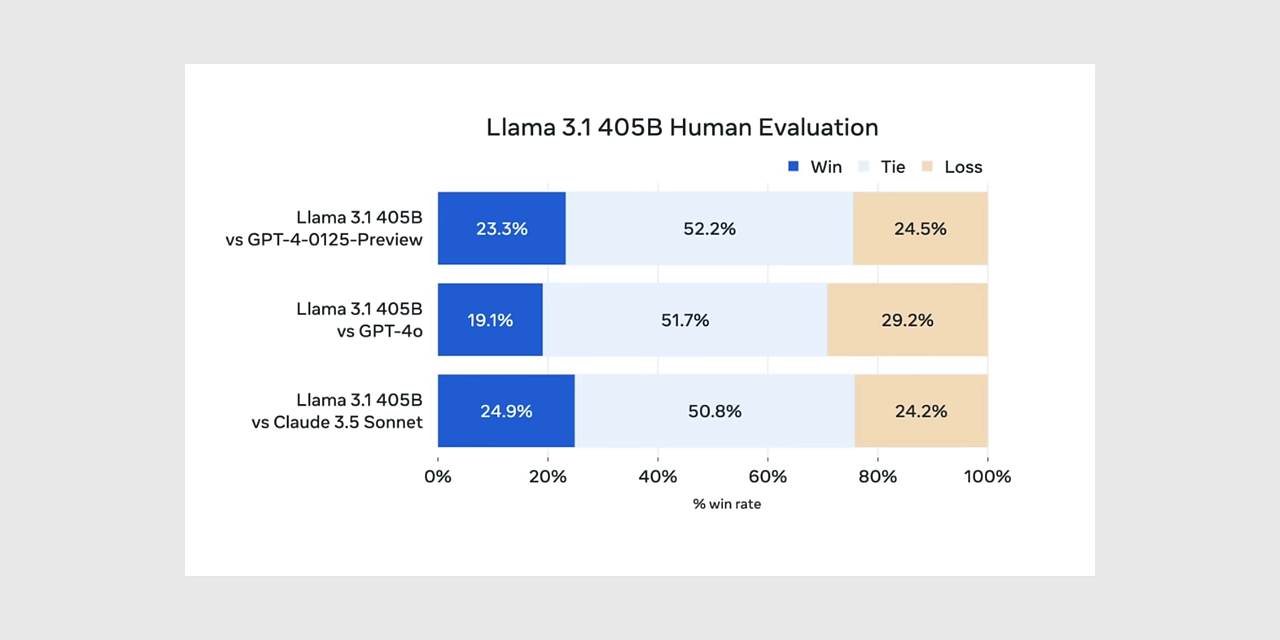 Llama 3.1 405B Human Evaluation
Win Tie Loss
Llama 3.1 405B
vs GPT-4-0125-Preview
23.3% 52.2% 24.5%
Llama 3.1 405B
vs GPT-4o
19.1% 51.7% 29.2%
Llama 3.1 405B
vs Claude 3.5 Sonnet
24.9% 50.8% 24.2%
0% 20% 40% 60% 80% 100%
% win rate